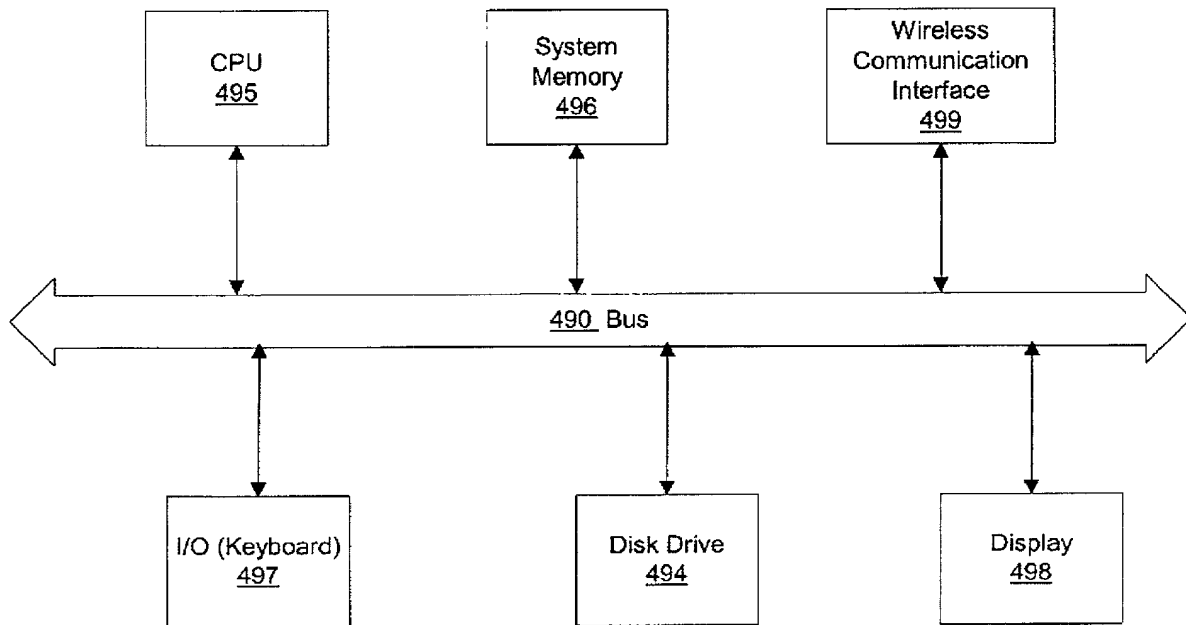 CPU
495
System
Memory
496
Wireless
Communication
Interface
499
490 Bus
I/O (Keyboard)
497
Disk Drive
494
Display
498